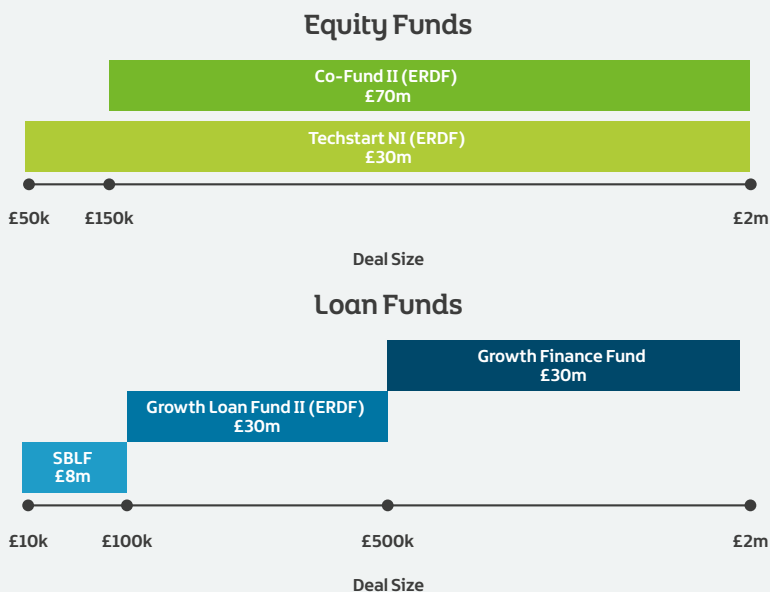 Equity Funds
Co-Fund II (ERDF)
£70m
Techstart NI (ERDF)
£30m
£50k £150k £2m
Deal Size
Loan Funds
Growth Finance Fund
£30m
Growth Loan Fund II (ERDF)
£30m
SBLF
£8m
£10k £100k £500k £2m
Deal Size